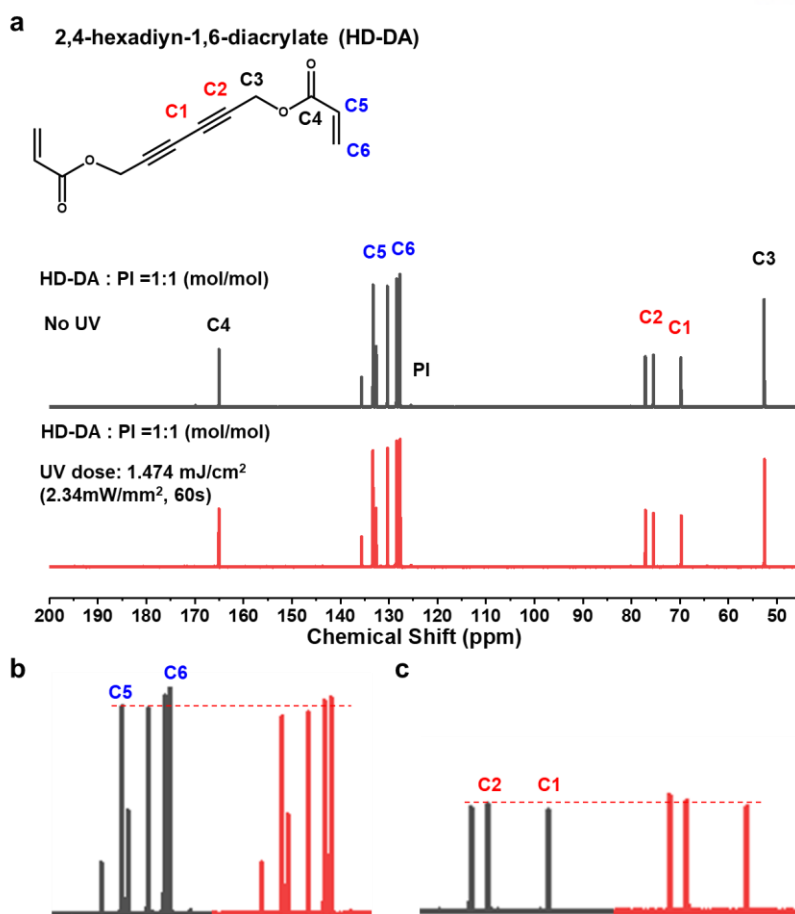 a
2,4-hexadiyn-1,6-diacrylate (HD-DA)
O
C3
C2
C5
C1
O
C4
C6
O
O
C5
C6
C3
HD-DA : PI =1:1 (mol/mol)
C2
C4
C1
No UV
PI
HD-DA : PI =1:1 (mol/mol)
UV dose: 1.474 mJ/cm²
(2.34mW/mm², 60s)
200 190 180 170 160 150 140 130 120 110 100 90 80 70 60 50
Chemical Shift (ppm)
b
c
C6
C5
C2
C1